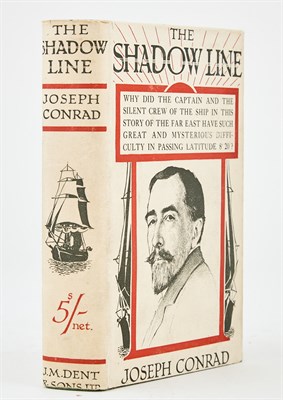 THE
SHADOW
LINE
JOSEPH
CONRAD
5/-
s
net.
J.M. DENT
& SONS LTD
THE
SHADOW LINE
WHY DID THE CAPTAIN AND THE
SILENT CREW OF THE SHIP IN THIS
STORY OF THE FAR EAST HAVE SUCH
GREAT AND MYSTERIOUS DIFFI-
CULTY IN PASSING LATITUDE 8 20?
JOSEPH CONRAD